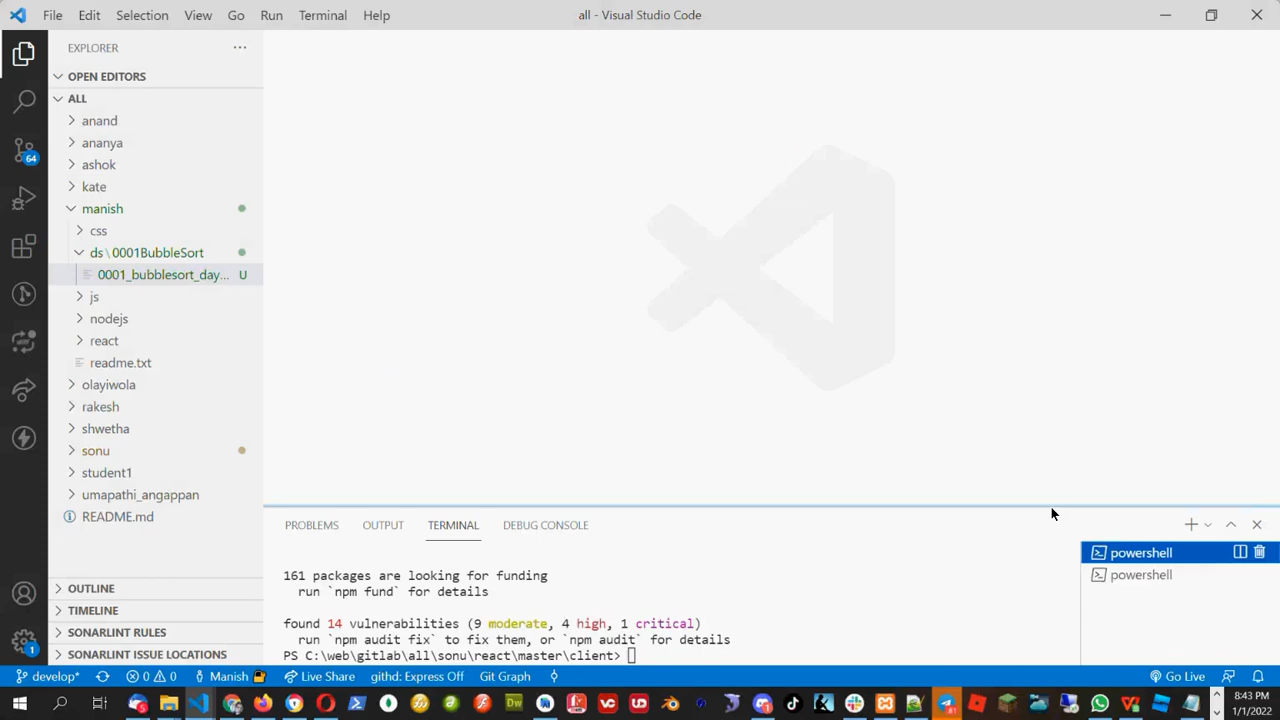 File Edit Selection View Go Run Terminal Help all - Visual Studio Code
EXPLORER
OPEN EDITORS
ALL
anand
ananya
ashok
64
kate
manish
css
ds\0001BubbleSort
0001_bubblesort_day... U
js
nodejs
react
readme.txt
olayiwola
rakesh
shwetha
sonu
student1
umapathi_angappan
README.md
PROBLEMS OUTPUT TERMINAL DEBUG CONSOLE
powershell
powershell
161 packages are looking for funding
run `npm fund` for details
found 14 vulnerabilities (9 moderate, 4 high, 1 critical)
run `npm audit fix` to fix them, or `npm audit` for details
PS C:\web\gitlab\all\sonu\react\master\client>
OUTLINE
TIMELINE
SONARLINT RULES
SONARLINT ISSUE LOCATIONS
1
develop* 0 0 Manish Live Share githd: Express Off Git Graph Go Live
8:43 PM
1/1/2022